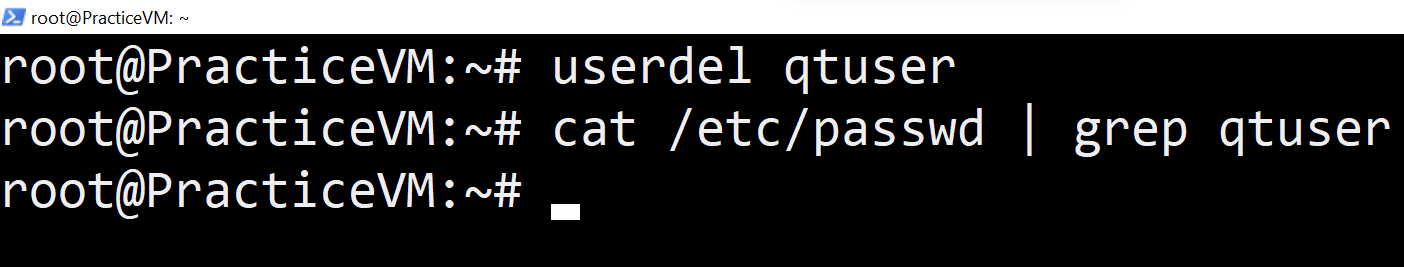 root@PracticeVM: ~
root@PracticeVM:~# userdel qtuser
root@PracticeVM:~# cat /etc/passwd | grep qtuser
root@PracticeVM:~#